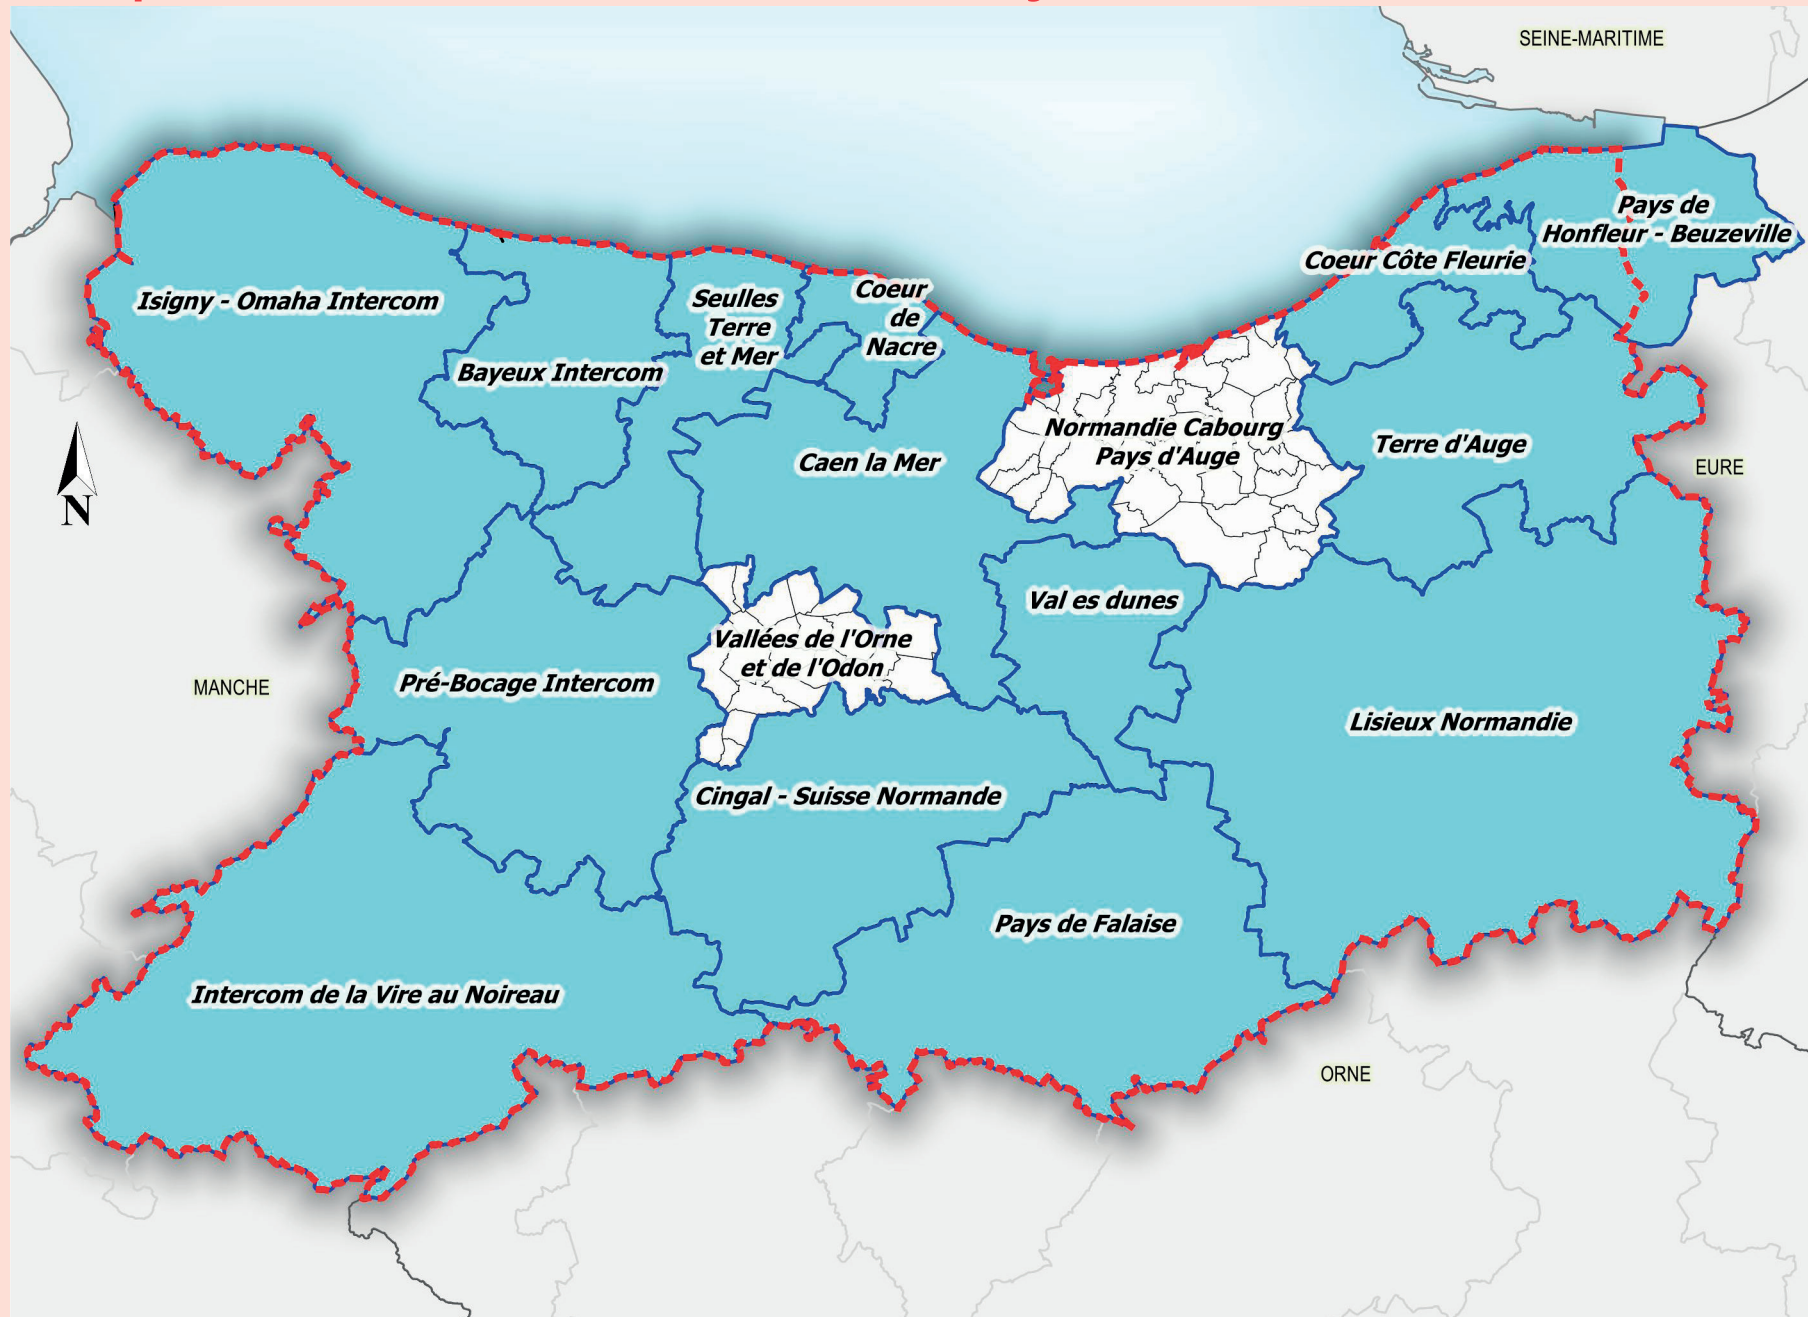 SEINE-MARITIME
Pays de
Honfleur - Beuzeville
Coeur Côte Fleurie
Isigny - Omaha Intercom
Seulles
Terre
et Mer
Coeur
de
Nacre
Bayeux Intercom
Normandie Cabourg
Pays d'Auge
Terre d'Auge
Caen la Mer
EURE
N
Val es dunes
Vallées de l'Orne
et de l'Odon
MANCHE
Pré-Bocage Intercom
Lisieux Normandie
Cingal - Suisse Normande
Pays de Falaise
Intercom de la Vire au Noireau
ORNE